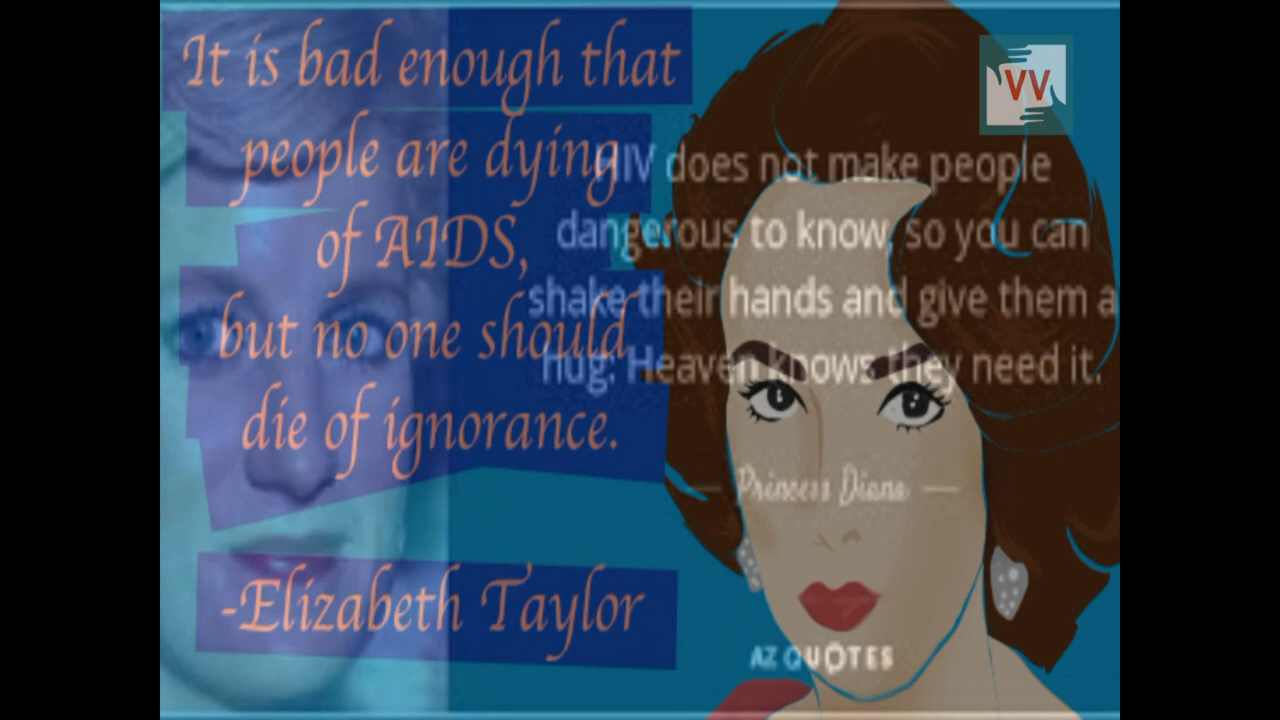 It is bad enough that
people are dying
of AIDS,
but no one should
die of ignorance.
-Elizabeth Taylor
VV
HIV does not make people
dangerous to know, so you can
shake their hands and give them a
hug: Heaven knows they need it.
— Princess Diana —
AZ QUOTES